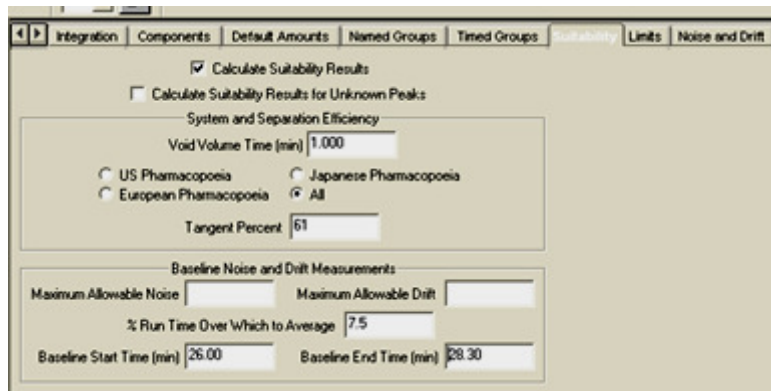 Integration Components Default Amounts Named Groups Timed Groups Suitability Limits Noise and Drift
Calculate Suitability Results
Calculate Suitability Results for Unknown Peaks
System and Separation Efficiency
Void Volume Time (min) 1.000
US Pharmacopoeia Japanese Pharmacopoeia
European Pharmacopoeia All
Tangent Percent 61
Baseline Noise and Drift Measurements
Maximum Allowable Noise Maximum Allowable Drift
% Run Time Over Which to Average 7.5
Baseline Start Time (min) 26.00 Baseline End Time (min) 28.30